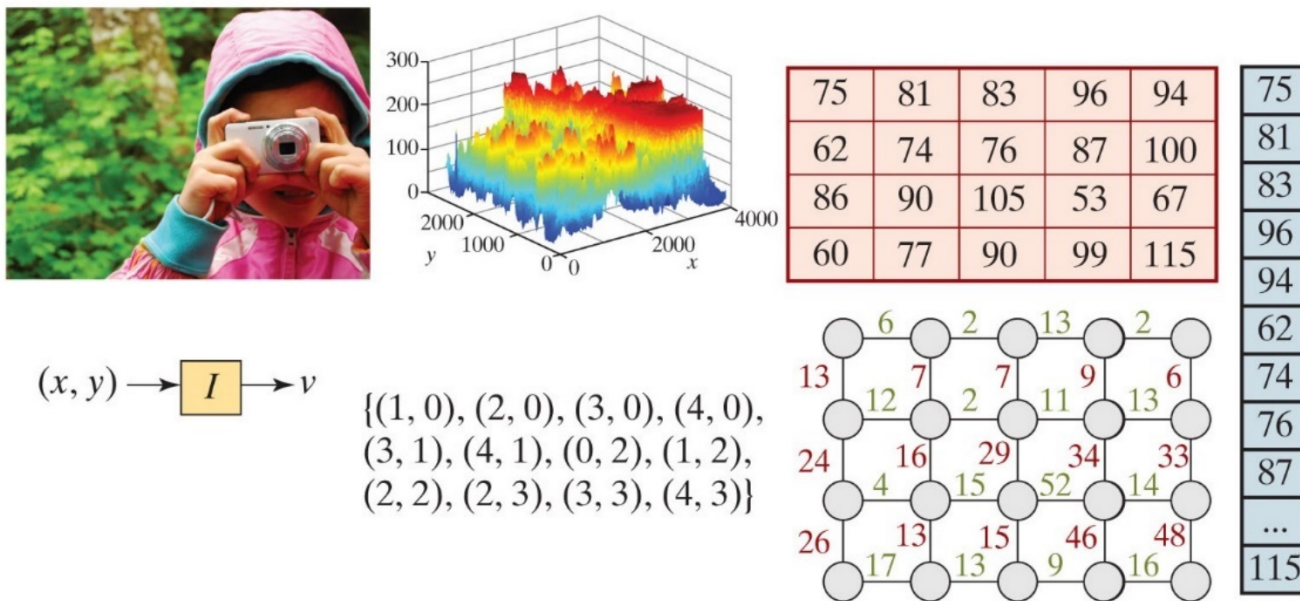 300
200
100
0
2000
1000
0
y
0
2000
4000
x
75 81 83 96 94
62 74 76 87 100
86 90 105 53 67
60 77 90 99 115
75
81
83
96
94
62
74
76
87
...
115
(x, y) I v
{(1, 0), (2, 0), (3, 0), (4, 0),
(3, 1), (4, 1), (0, 2), (1, 2),
(2, 2), (2, 3), (3, 3), (4, 3)}
6 2 13 2
13 7 7 9 6
12 2 11 13
24 16 29 34 33
4 15 52 14
26 13 15 46 48
17 13 9 16